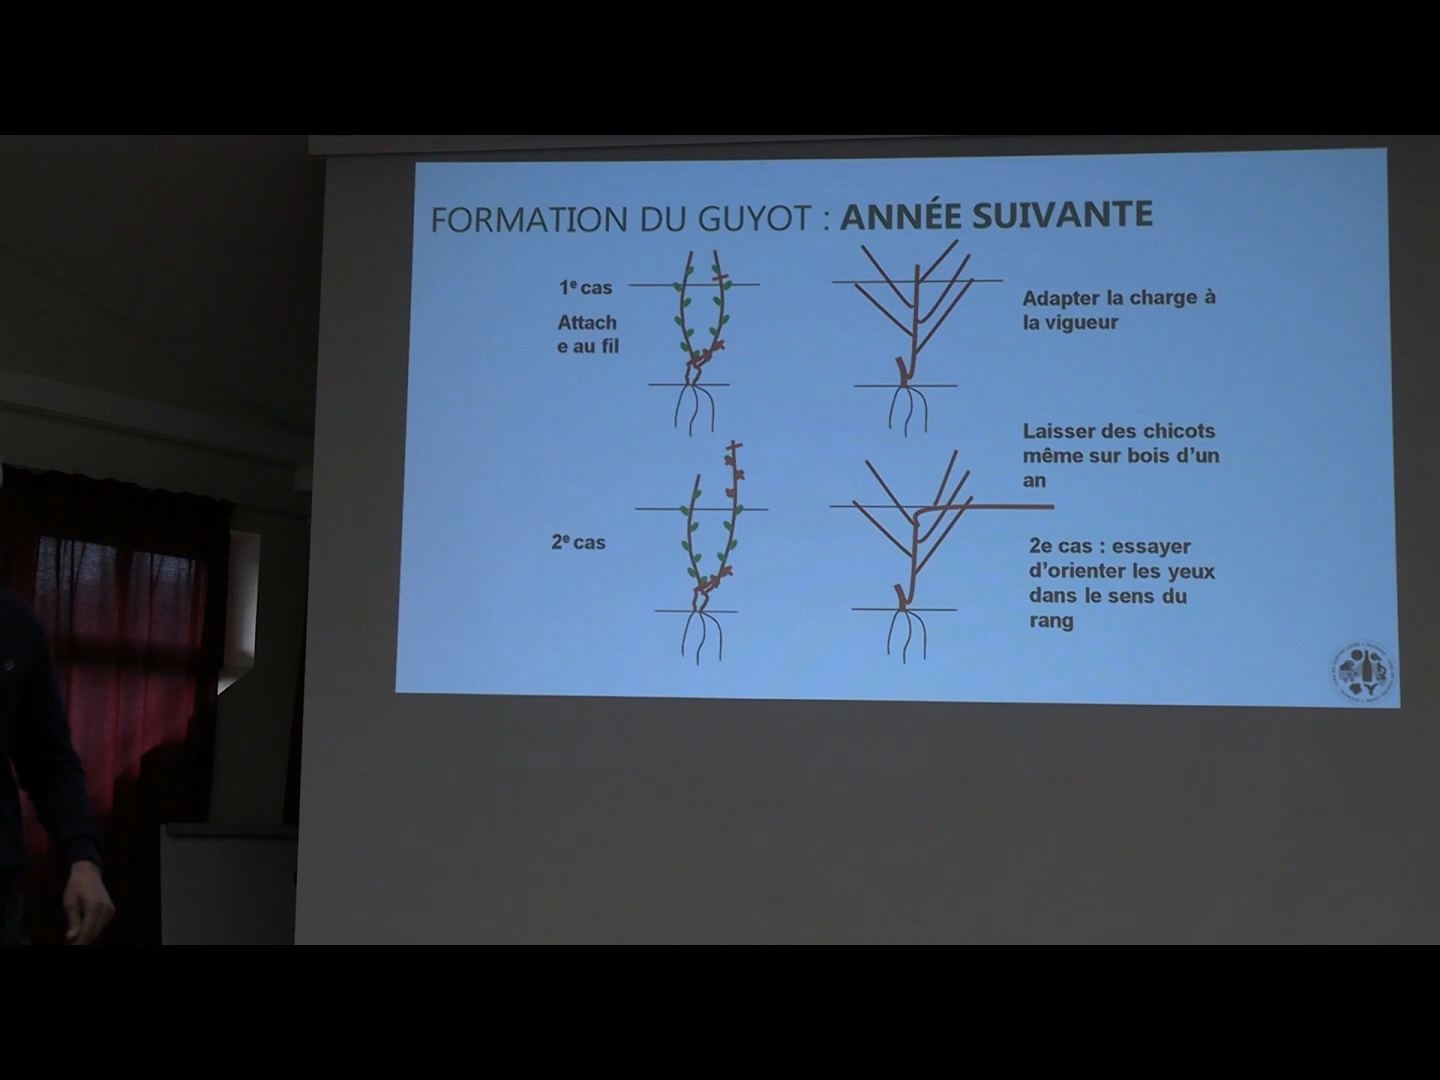 FORMATION DU GUYOT : ANNÉE SUIVANTE
1e cas
Attach
e au fil
Adapter la charge à
la vigueur
Laisser des chicots
même sur bois d'un
an
2e cas
2e cas : essayer
d'orienter les yeux
dans le sens du
rang